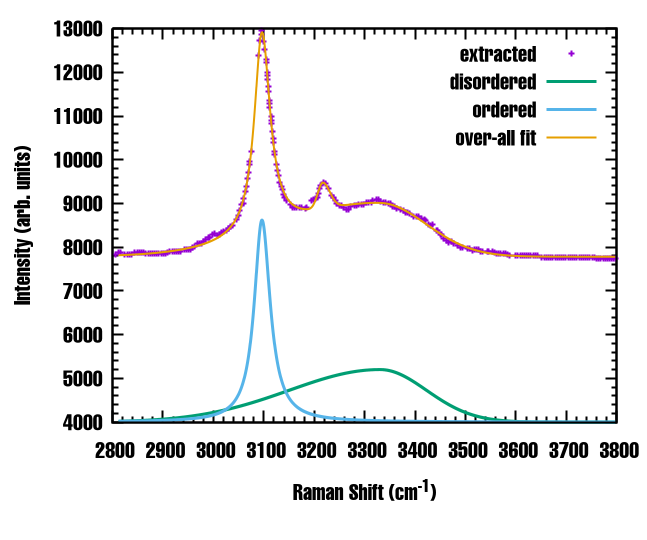 13000
12000
11000
10000
9000
8000
7000
6000
5000
4000
2800 2900 3000 3100 3200 3300 3400 3500 3600 3700 3800
Intensity (arb. units)
Raman Shift (cm-1)
extracted
disordered
ordered
over-all fit